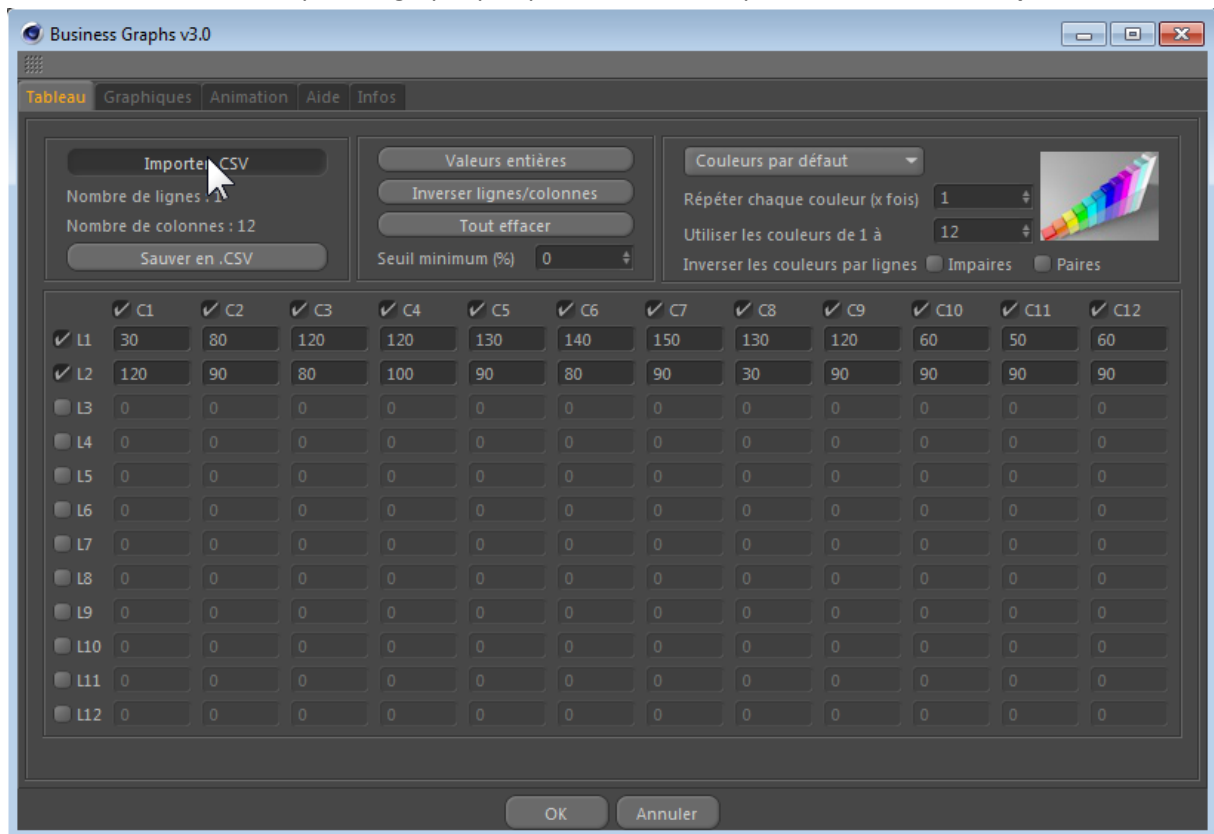 Business Graphs v3.0
Tableau Graphiques Animation Aide Infos
Importer .CSV Valeurs entières Couleurs par défaut
Nombre de lignes : 1 Inverser lignes/colonnes Répéter chaque couleur (x fois) 1
Nombre de colonnes : 12 Tout effacer Utiliser les couleurs de 1 à 12
Sauver en .CSV Seuil minimum (%) 0 Inverser les couleurs par lignes Impaires Paires
C1 C2 C3 C4 C5 C6 C7 C8 C9 C10 C11 C12
L1 30 80 120 120 130 140 150 130 120 60 50 60
L2 120 90 80 100 90 80 90 30 90 90 90 90
L3 0 0 0 0 0 0 0 0 0 0 0 0
L4 0 0 0 0 0 0 0 0 0 0 0 0
L5 0 0 0 0 0 0 0 0 0 0 0 0
L6 0 0 0 0 0 0 0 0 0 0 0 0
L7 0 0 0 0 0 0 0 0 0 0 0 0
L8 0 0 0 0 0 0 0 0 0 0 0 0
L9 0 0 0 0 0 0 0 0 0 0 0 0
L10 0 0 0 0 0 0 0 0 0 0 0 0
L11 0 0 0 0 0 0 0 0 0 0 0 0
L12 0 0 0 0 0 0 0 0 0 0 0 0
OK Annuler